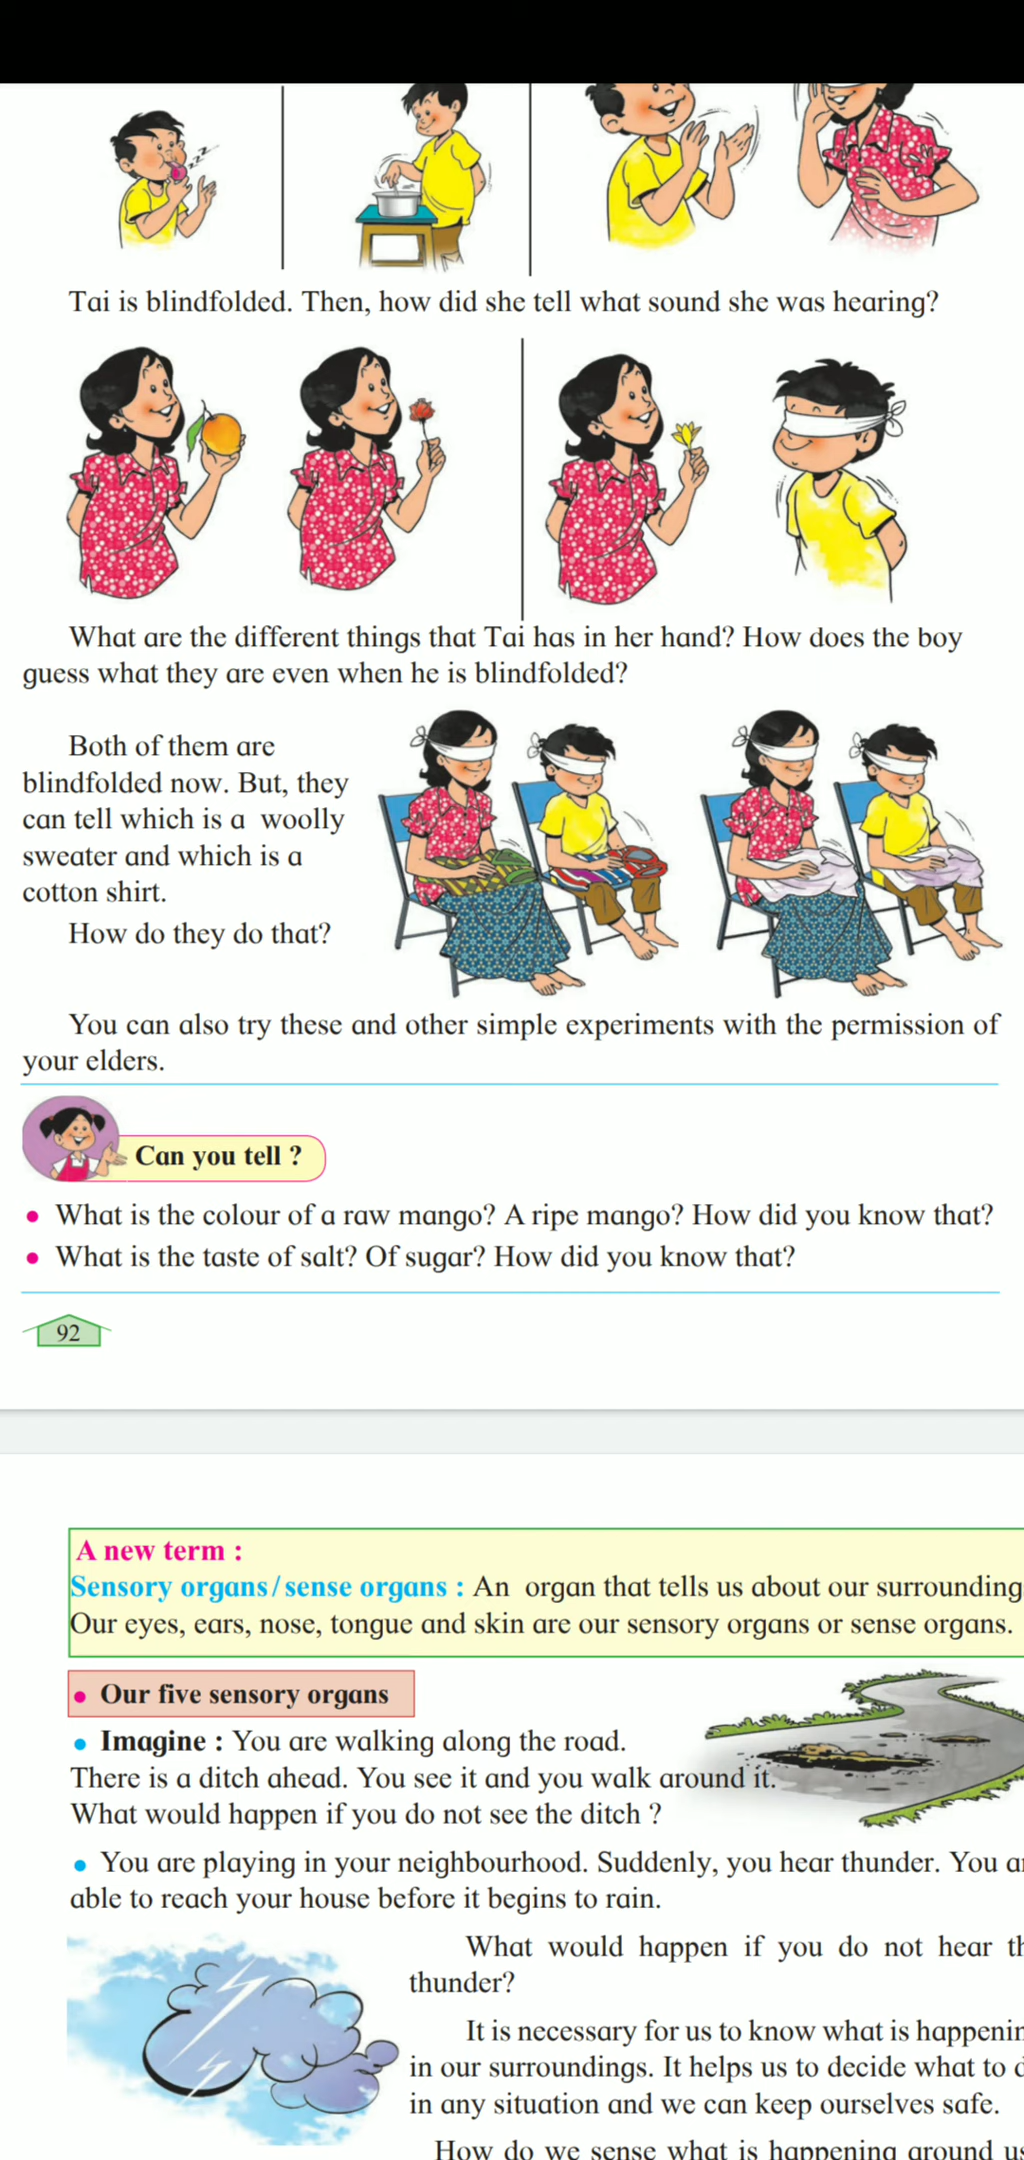 Tai is blindfolded. Then, how did she tell what sound she was hearing?
What are the different things that Tai has in her hand? How does the boy
guess what they are even when he is blindfolded?
Both of them are
blindfolded now. But, they
can tell which is a woolly
sweater and which is a
cotton shirt.
How do they do that?
You can also try these and other simple experiments with the permission of
your elders.
Can you tell ?
• What is the colour of a raw mango? A ripe mango? How did you know that?
• What is the taste of salt? Of sugar? How did you know that?
92
A new term :
Sensory organs/sense organs : An organ that tells us about our surrounding
Our eyes, ears, nose, tongue and skin are our sensory organs or sense organs.
• Our five sensory organs
• Imagine : You are walking along the road.
There is a ditch ahead. You see it and you walk around it.
What would happen if you do not see the ditch ?
• You are playing in your neighbourhood. Suddenly, you hear thunder. You
able to reach your house before it begins to rain.
What would happen if you do not hear
thunder?
It is necessary for us to know what is
in our surroundings. It helps us to decide what to
in any situation and we can keep ourselves safe.
How do we sense what is happening around